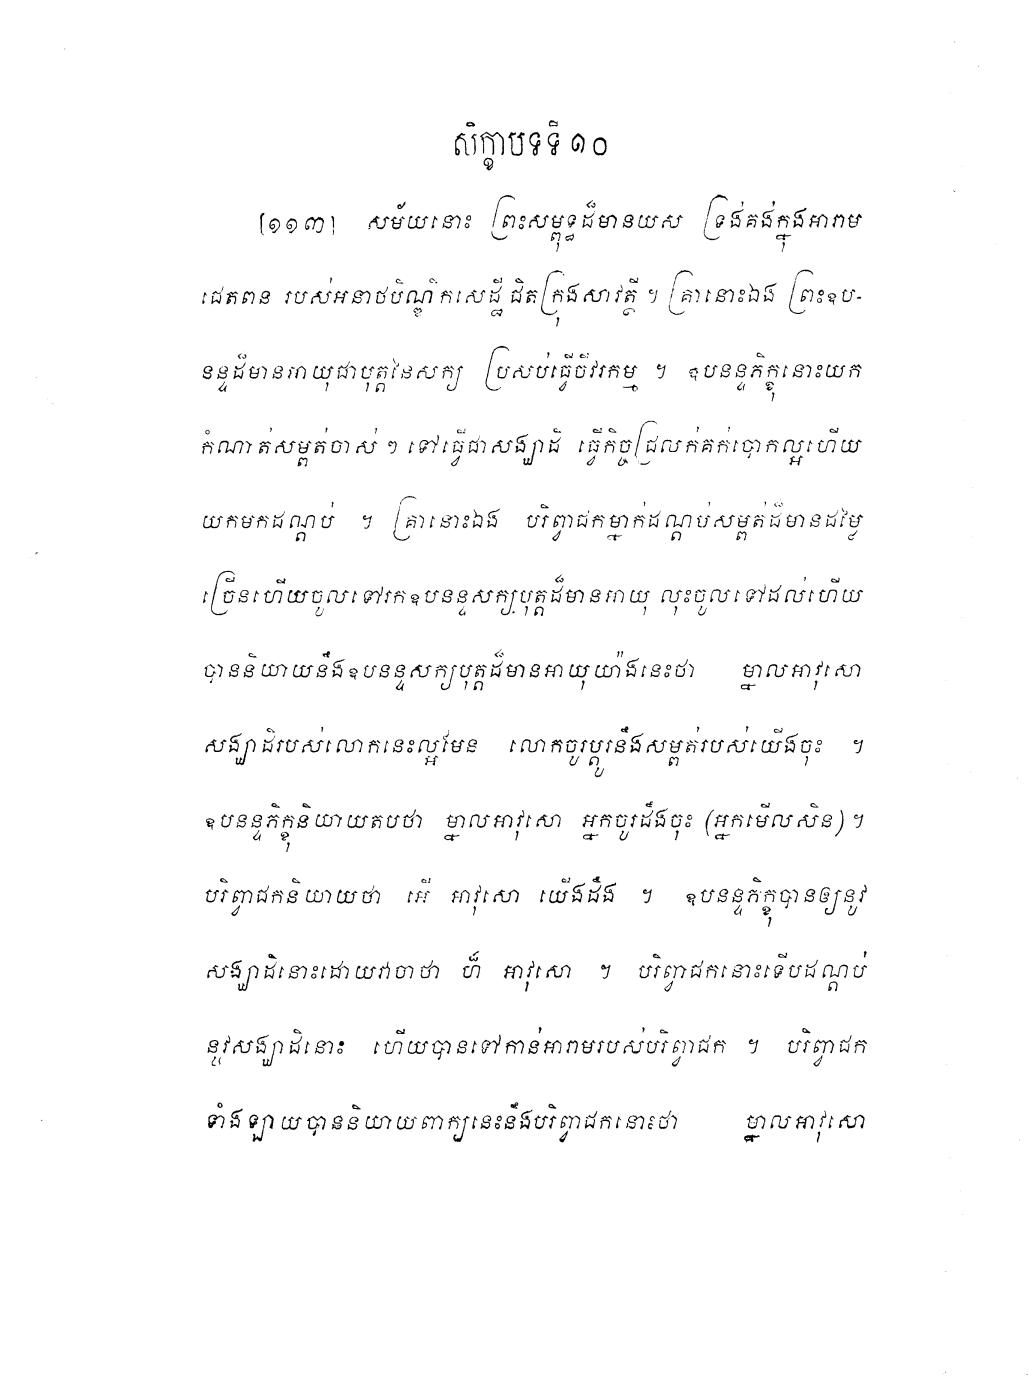 សិក្ខាបទទី ១០
[១១៣] សម័យនោះ ព្រះសម្ពុទ្ធដ៏មានយស ទ្រង់គង់ក្នុងអារាម
ជេតពន របស់អនាថបិណ្ឌិកសេដ្ឋី ជិតក្រុងសាវត្ថី ។ គ្រានោះឯង ព្រះឧប-
នន្ទដ៏មានអាយុជាបុត្តនៃសក្យ ប្រសប់ធ្វើចីវរកម្ម ។ ឧបនន្ទភិក្ខុនោះយក
កំណាត់សម្ពត់ចាស់ ៗ ទៅធ្វើជាសង្ឃាដិ ធ្វើកិច្ចជ្រលក់គក់បោកល្អហើយ
យកមកដណ្តប់ ។ គ្រានោះឯង បរិព្វាជកម្នាក់ដណ្តប់សម្ពត់ដ៏មានដម្លៃ
ច្រើនហើយចូលទៅរកឧបនន្ទសក្យបុត្តដ៏មានអាយុ លុះចូលទៅដល់ហើយ
បាននិយាយនឹងឧបនន្ទសក្យបុត្តដ៏មានអាយុយ៉ាងនេះថា ម្នាលអាវុសោ
សង្ឃាដិរបស់លោកនេះល្អមែន លោកចូរប្តូរនឹងសម្ពត់របស់យើងចុះ ។
ឧបនន្ទភិក្ខុនិយាយតបថា ម្នាលអាវុសោ អ្នកចូរដឹងចុះ (អ្នកមើលសិន) ។
បរិព្វាជកនិយាយថា អើ អាវុសោ យើងដឹង ។ ឧបនន្ទភិក្ខុបានឲ្យនូវ
សង្ឃាដិនោះដោយវាចាថា ហ៏ អាវុសោ ។ បរិព្វាជកនោះទើបដណ្តប់
នូវសង្ឃាដិនោះ ហើយបានទៅកាន់អារាមរបស់បរិព្វាជក ។ បរិព្វាជក
ទាំងឡាយបាននិយាយពាក្យនេះនឹងបរិព្វាជកនោះថា ម្នាលអាវុសោ